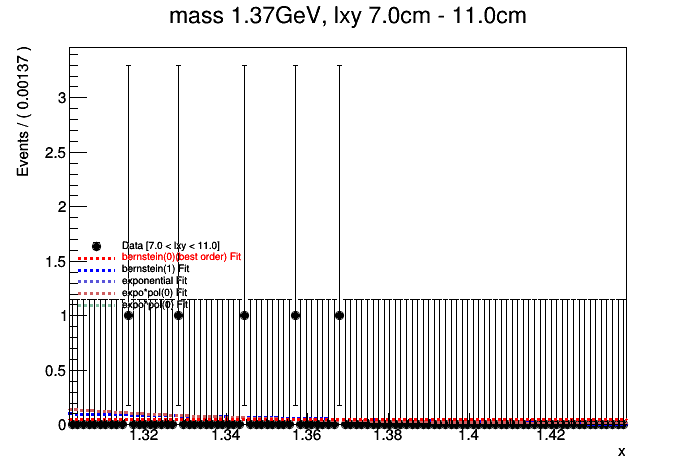 mass 1.37GeV, lxy 7.0cm - 11.0cm
Events / ( 0.00137 )
3
2.5
2
1.5
1
0.5
0
Data [7.0 < lxy < 11.0]
bernstein(0)(best order) Fit
bernstein(1) Fit
exponential Fit
expo*pol(0) Fit
expo*pol(0) Fit
1.32 1.34 1.36 1.38 1.4 1.42
x